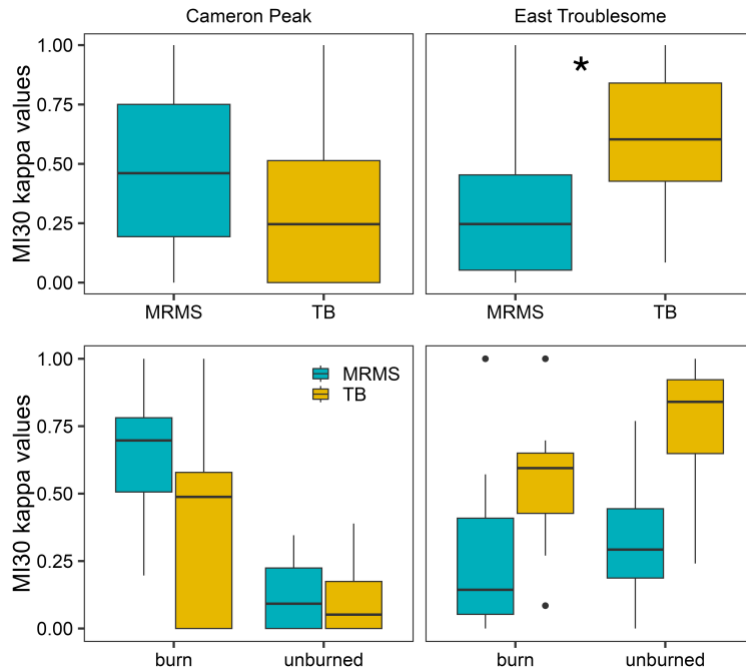 Cameron Peak
East Troublesome
MI30 kappa values
1.00
0.75
0.50
0.25
0.00
*
MRMS
TB
MRMS
TB
MI30 kappa values
1.00
0.75
0.50
0.25
0.00
MRMS
TB
burn
unburned
burn
unburned